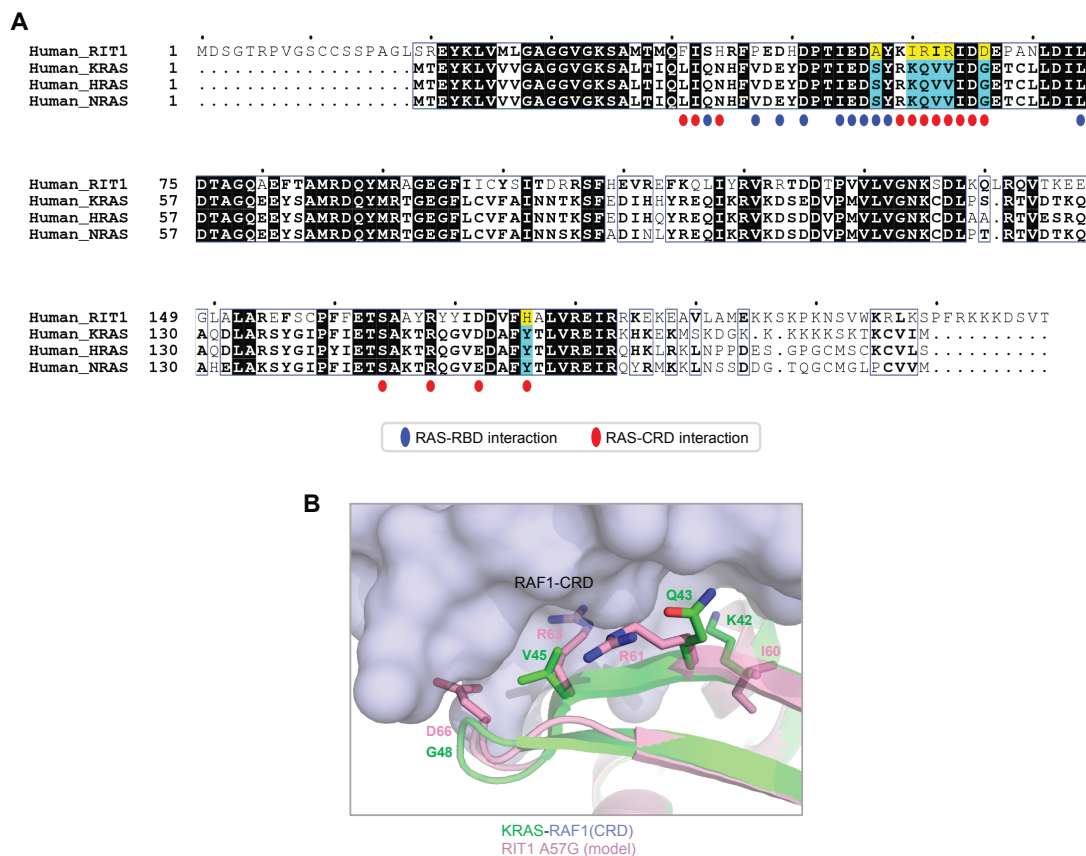 A
Human_RIT1 1 MDSGTRPVGSCCSSPAGLSREYKLVMLGAGGVGKSAMTMQFISHRFPEDHDPTIEDAYKIRIRIDDEPANLDIL
Human_KRAS 1 ..................MTEYKLVVVGAGGVGKSALTIQLIQNHFVDEYDPTIEDSYRKQVVIDGETCLLDIL
Human_HRAS 1 ..................MTEYKLVVVGAGGVGKSALTIQLIQNHFVDEYDPTIEDSYRKQVVIDGETCLLDIL
Human_NRAS 1 ..................MTEYKLVVVGAGGVGKSALTIQLIQNHFVDEYDPTIEDSYRKQVVIDGETCLLDIL
Human_RIT1 75 DTAGQAEFTAMRDQYMRAGEGFIICYSITDRRSFHEVREFKQLIYRVRRTDDTPVVLVGNKSDLKQLRQVTKEE
Human_KRAS 57 DTAGQEEYSAMRDQYMRTGEGFLCVFAINNTKSFEDIHHYREQIKRVKDSEDVPMVLVGNKCDLPS.RTVDTKQ
Human_HRAS 57 DTAGQEEYSAMRDQYMRTGEGFLCVFAINNTKSFEDIHQYREQIKRVKDSDDVPMVLVGNKCDLAA.RTVESRQ
Human_NRAS 57 DTAGQEEYSAMRDQYMRTGEGFLCVFAINNSKSFADINLYREQIKRVKDSDDVPMVLVGNKCDLPT.RTVDTKQ
Human_RIT1 149 GLALAREFSCPFFETSAAYRYYIDDVFHALVREIRRKEKEAVLAMEKKSKPKNSVWKRLKSPFRKKKDSVT
Human_KRAS 130 AQDLARSYGIPFIETSAKTRQGVDDAFYTLVREIRKHKEKMSKDGK.KKKKKSKTKCVIM..........
Human_HRAS 130 AQDLARSYGIPYIETSAKTRQGVEDAFYTLVREIRQHKLRKLNPPDES.GPGCMSCKCVLS..........
Human_NRAS 130 AHELAKSYGIPFIETSAKTRQGVEDAFYTLVREIRQYRMKKLNSSDDG.TQGCMGLPCVVM..........
RAS-RBD interaction RAS-CRD interaction
B
RAF1-CRD
Q43
K42
R63
V45
R61
I60
D66
G48
KRAS-RAF1(CRD)
RIT1 A57G (model)